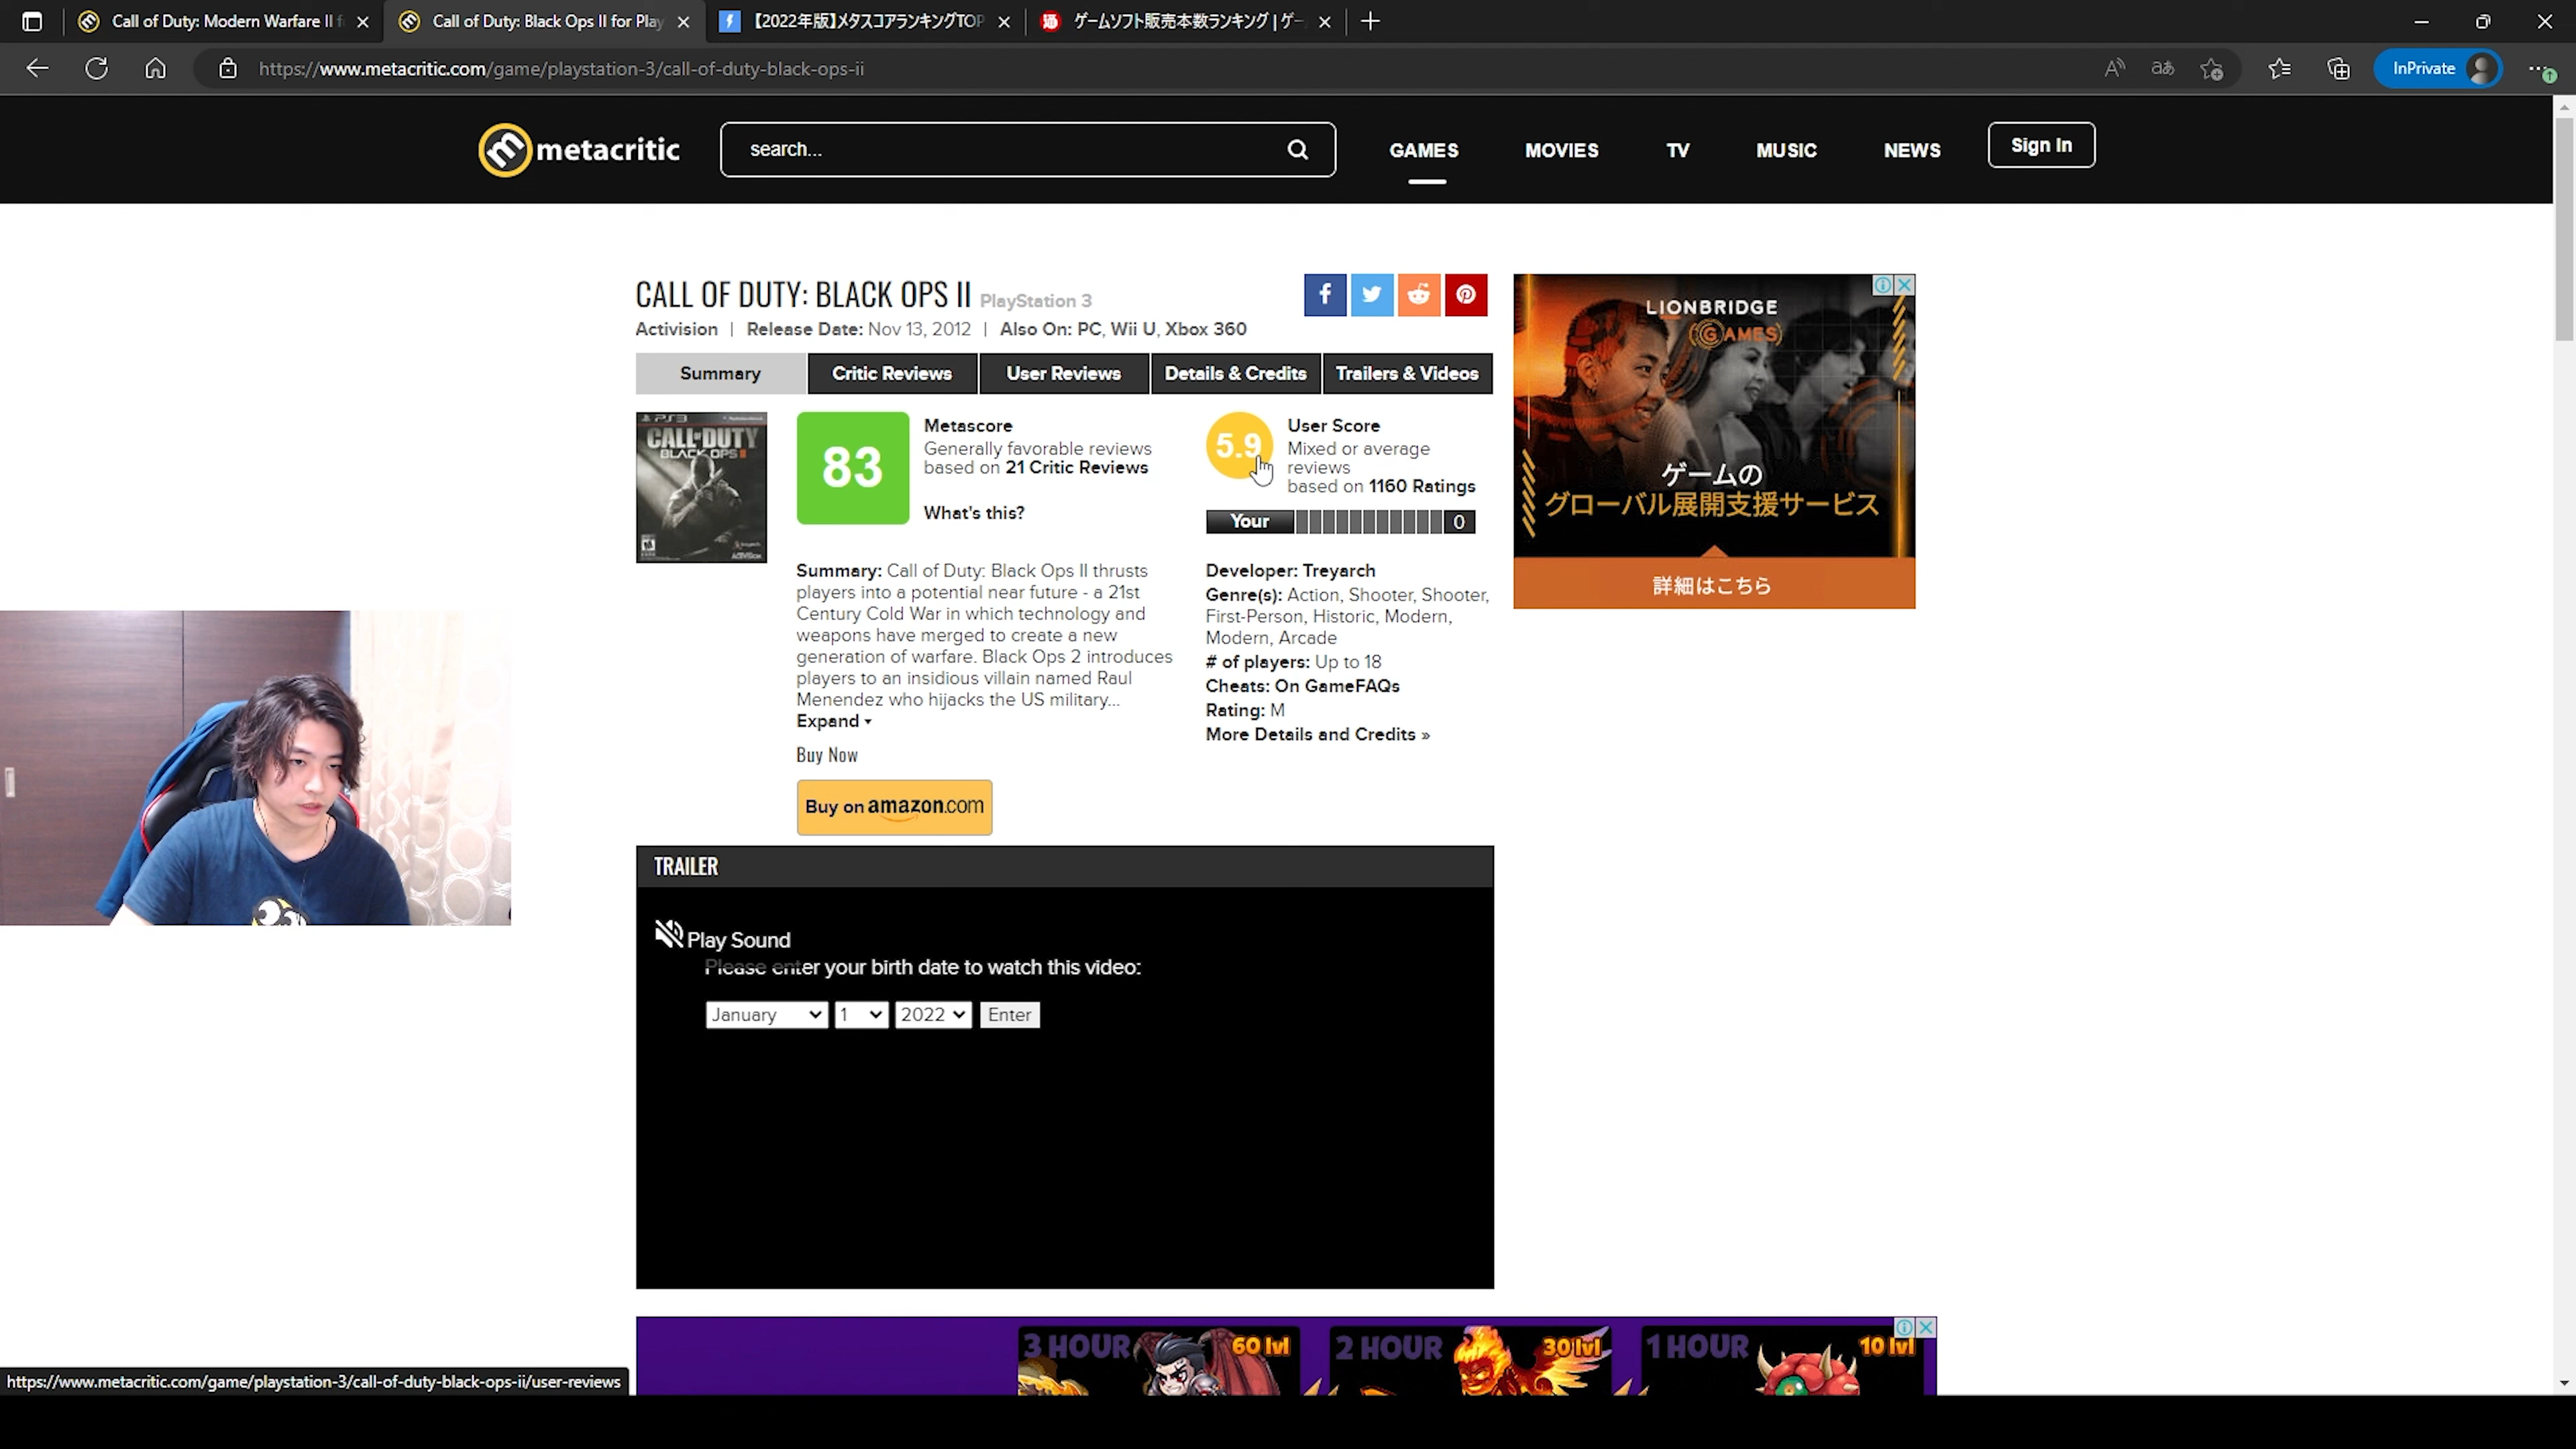 Call of Duty: Modern Warfare II f
Call of Duty: Black Ops II for Play
【2022年版】メタスコアランキングTOP
ゲームソフト販売本数ランキング | ゲー
https://www.metacritic.com/game/playstation-3/call-of-duty-black-ops-ii
InPrivate
metacritic
search...
GAMES
MOVIES
TV
MUSIC
NEWS
Sign In
CALL OF DUTY: BLACK OPS II PlayStation 3
Activision | Release Date: Nov 13, 2012 | Also On: PC, Wii U, Xbox 360
Summary
Critic Reviews
User Reviews
Details & Credits
Trailers & Videos
PS3
CALL OF DUTY
BLACK OPS II
ACTIVISION
83
Metascore
Generally favorable reviews
based on 21 Critic Reviews
What's this?
5.9
User Score
Mixed or average
reviews
based on 1160 Ratings
Your
0
Summary: Call of Duty: Black Ops II thrusts
players into a potential near future - a 21st
Century Cold War in which technology and
weapons have merged to create a new
generation of warfare. Black Ops 2 introduces
players to an insidious villain named Raul
Menendez who hijacks the US military...
Expand
Buy Now
Buy on amazon.com
Developer: Treyarch
Genre(s): Action, Shooter, Shooter,
First-Person, Historic, Modern,
Modern, Arcade
# of players: Up to 18
Cheats: On GameFAQs
Rating: M
More Details and Credits »
LIONBRIDGE
GAMES
ゲームの
グローバル展開支援サービス
詳細はこちら
TRAILER
Play Sound
Please enter your birth date to watch this video:
January
1
2022
Enter
3 HOUR
60 lvl
2 HOUR
30 lvl
1 HOUR
10 lvl
https://www.metacritic.com/game/playstation-3/call-of-duty-black-ops-ii/user-reviews